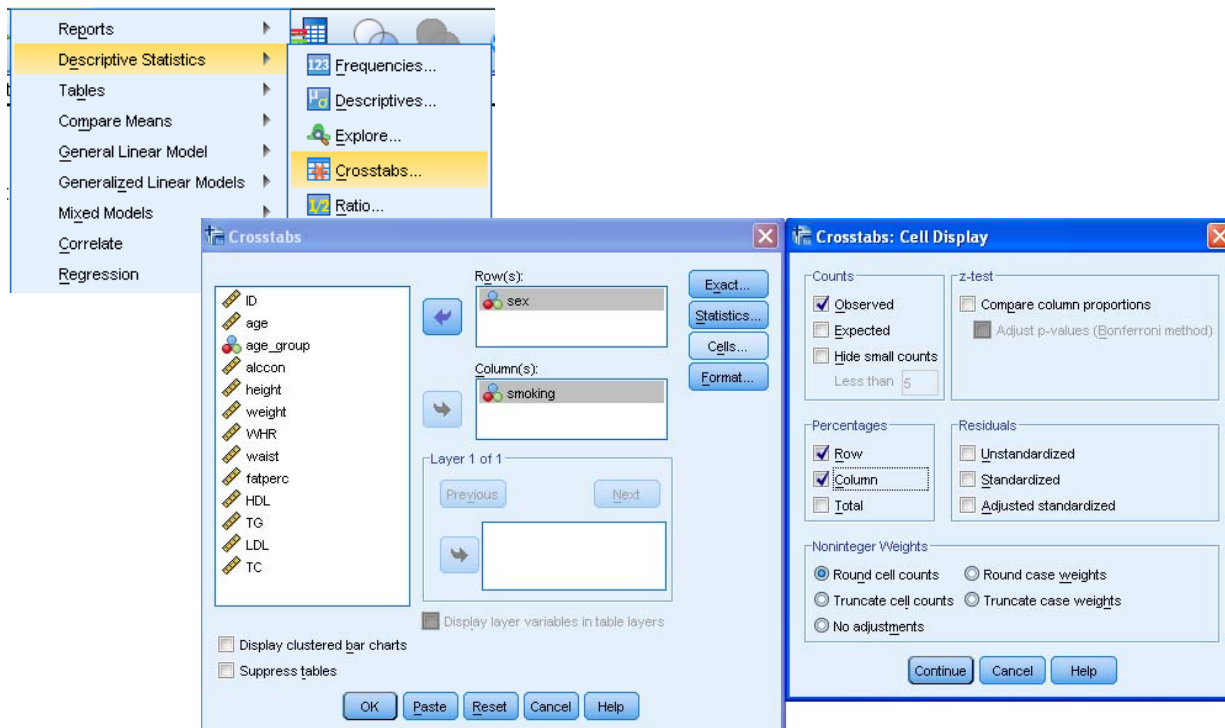 Reports
Descriptive Statistics
Tables
Compare Means
General Linear Model
Generalized Linear Models
Mixed Models
Correlate
Regression
123 Frequencies...
Descriptives...
Explore...
Crosstabs...
1/2 Ratio...
Crosstabs
ID
age
age_group
alccon
height
weight
WHR
waist
fatperc
HDL
TG
LDL
TC
Row(s):
sex
Column(s):
smoking
Layer 1 of 1
Previous
Next
Display layer variables in table layers
Exact...
Statistics...
Cells...
Format...
Display clustered bar charts
Suppress tables
OK
Paste
Reset
Cancel
Help
Crosstabs: Cell Display
Counts
Observed
Expected
Hide small counts
Less than 5
z-test
Compare column proportions
Adjust p-values (Bonferroni method)
Percentages
Row
Column
Total
Residuals
Unstandardized
Standardized
Adjusted standardized
Noninteger Weights
Round cell counts
Round case weights
Truncate cell counts
Truncate case weights
No adjustments
Continue
Cancel
Help